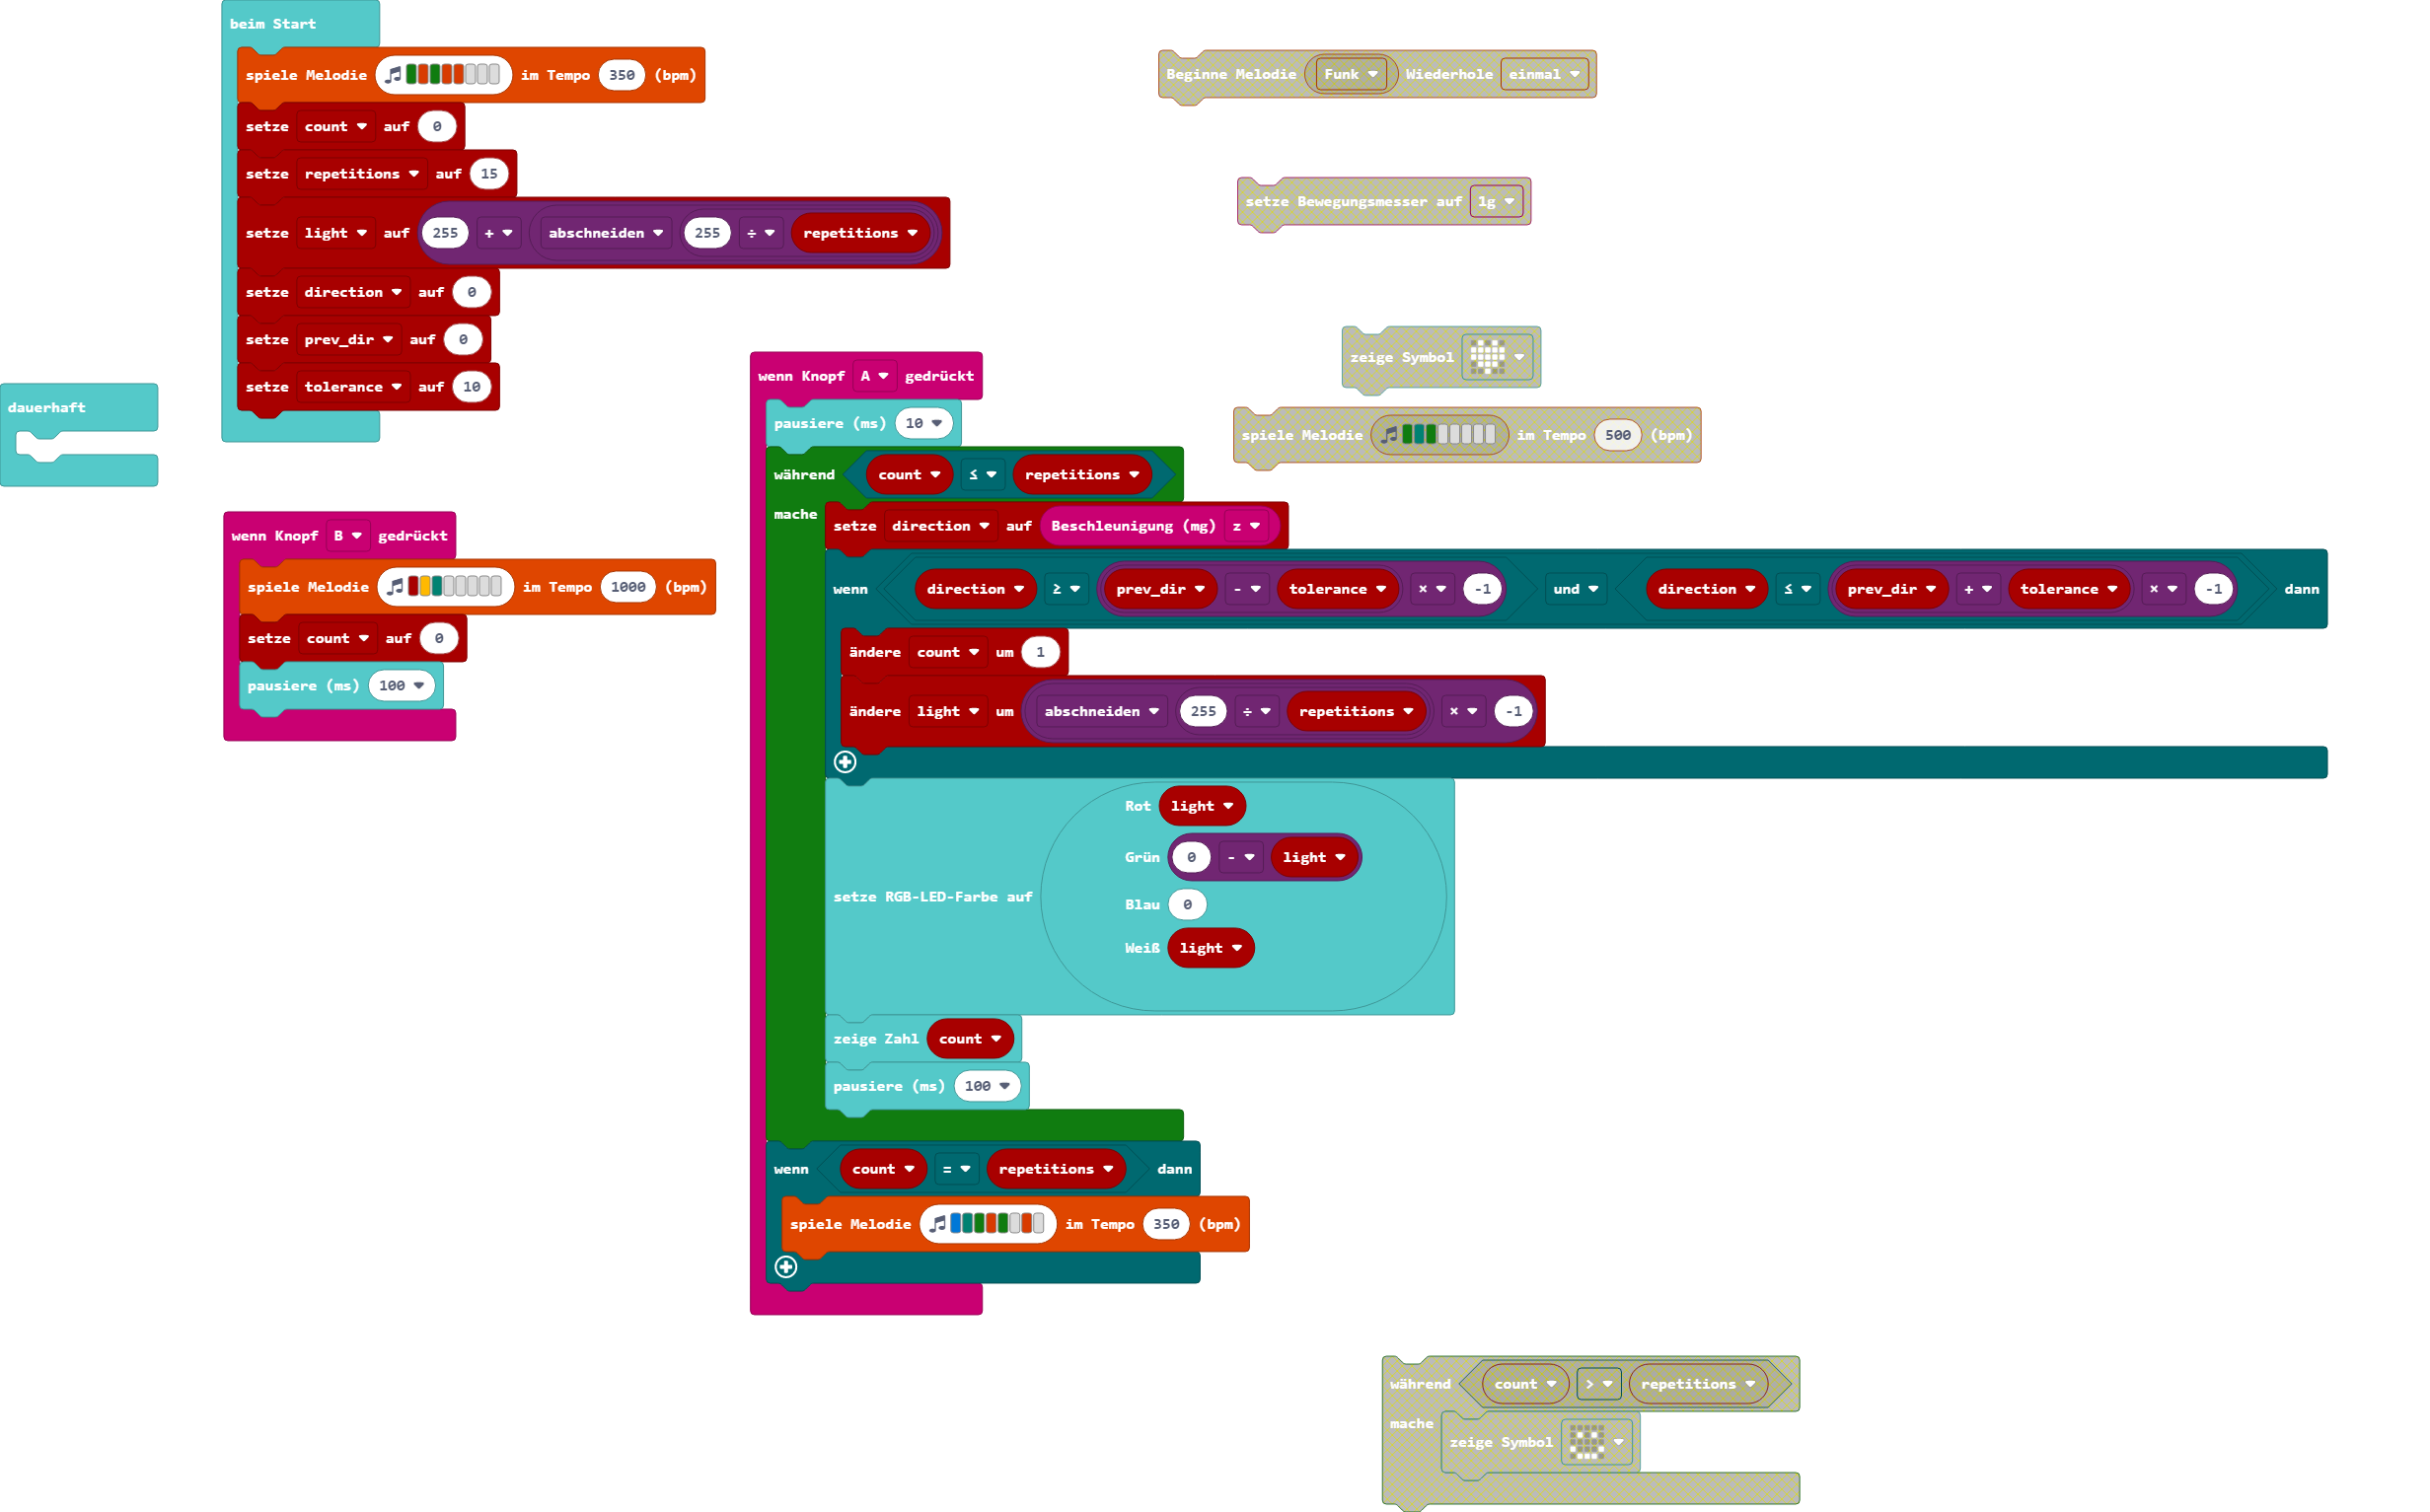 beim Start
spiele Melodie im Tempo 350 (bpm)
setze count auf 0
setze repetitions auf 15
setze light auf 255 + abschneiden 255 ÷ repetitions
setze direction auf 0
setze prev_dir auf 0
setze tolerance auf 10
dauerhaft
wenn Knopf B gedrückt
spiele Melodie im Tempo 1000 (bpm)
setze count auf 0
pausiere (ms) 100
wenn Knopf A gedrückt
pausiere (ms) 10
während count ≤ repetitions
mache
setze direction auf Beschleunigung (mg) z
wenn direction ≥ prev_dir - tolerance × -1 und direction ≤ prev_dir + tolerance × -1 dann
ändere count um 1
ändere light um abschneiden 255 ÷ repetitions × -1
setze RGB-LED-Farbe auf
Rot light
Grün 0 - light
Blau 0
Weiß light
zeige Zahl count
pausiere (ms) 100
wenn count = repetitions dann
spiele Melodie im Tempo 350 (bpm)
Beginne Melodie Funk Wiederhole einmal
setze Bewegungsmesser auf 1g
zeige Symbol
spiele Melodie im Tempo 500 (bpm)
während count > repetitions
mache
zeige Symbol